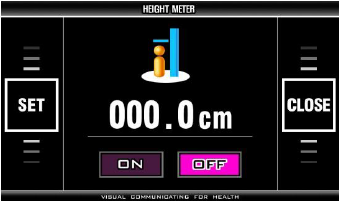 HEIGHT METER
SET
000.0cm
CLOSE
ON
OFF
VISUAL COMMUNICATING FOR HEALTH